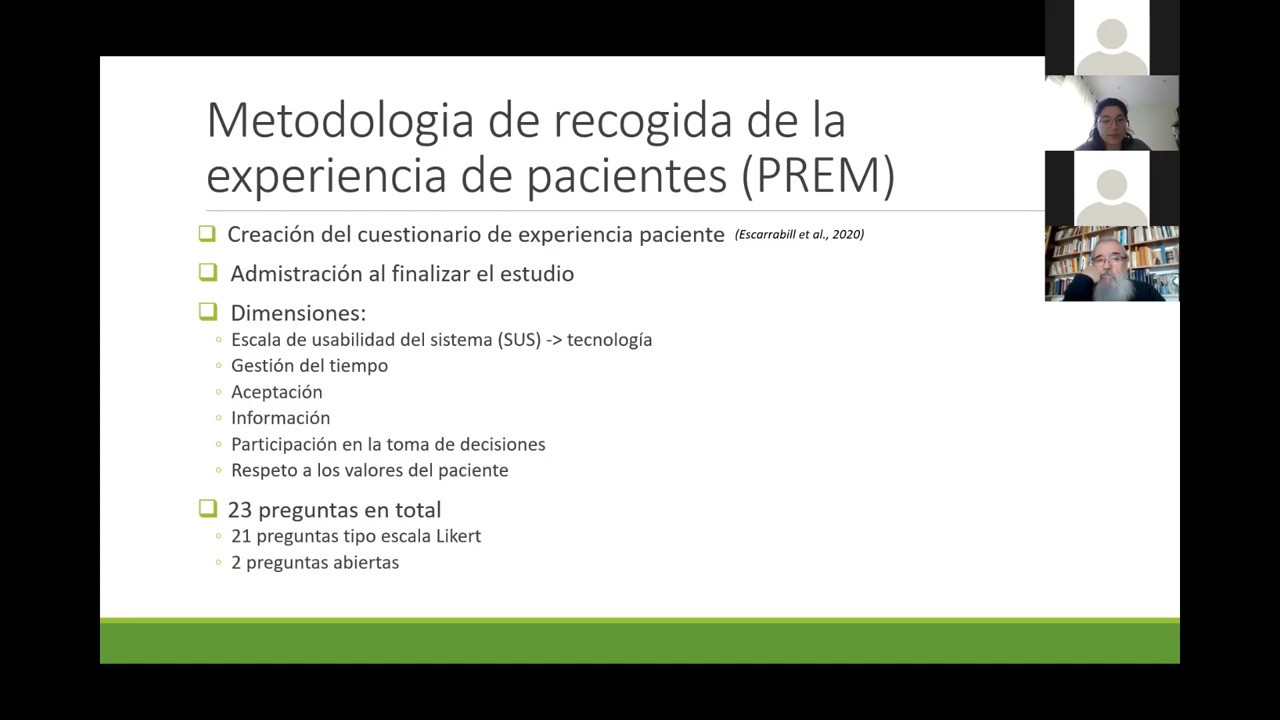 Metodologia de recogida de la
experiencia de pacientes (PREM)
Creación del cuestionario de experiencia paciente (Escarrabill et al., 2020)
Admistración al finalizar el estudio
Dimensiones:
Escala de usabilidad del sistema (SUS) -> tecnología
Gestión del tiempo
Aceptación
Información
Participación en la toma de decisiones
Respeto a los valores del paciente
23 preguntas en total
21 preguntas tipo escala Likert
2 preguntas abiertas